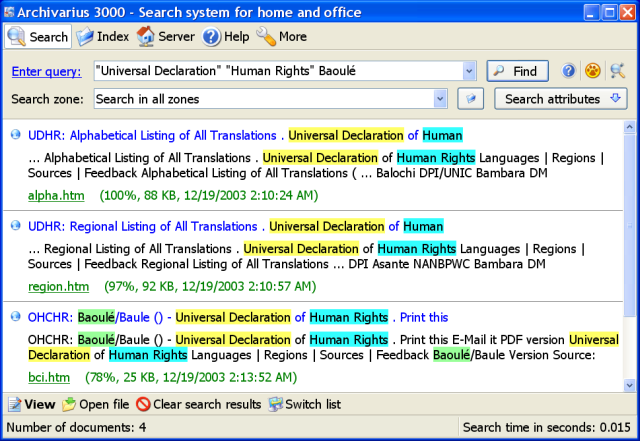 Archivarius 3000 - Search system for home and office
Search Index Server Help More
Enter query: "Universal Declaration" "Human Rights" Baoulé Find
Search zone: Search in all zones Search attributes
UDHR: Alphabetical Listing of All Translations . Universal Declaration of Human
... Alphabetical Listing of All Translations . Universal Declaration of Human Rights Languages | Regions |
Sources | Feedback Alphabetical Listing of All Translations ( ... Balochi DPI/UNIC Bambara DM
alpha.htm (100%, 88 KB, 12/19/2003 2:10:24 AM)
UDHR: Regional Listing of All Translations . Universal Declaration of Human
... Regional Listing of All Translations . Universal Declaration of Human Rights Languages | Regions |
Sources | Feedback Regional Listing of All Translations ... DPI Asante NANBPWC Bambara DM
region.htm (97%, 92 KB, 12/19/2003 2:10:57 AM)
OHCHR: Baoulé/Baule () - Universal Declaration of Human Rights . Print this
OHCHR: Baoulé/Baule () - Universal Declaration of Human Rights . Print this E-Mail it PDF version Universal
Declaration of Human Rights Languages | Regions | Sources | Feedback Baoulé/Baule Version Source:
bci.htm (78%, 25 KB, 12/19/2003 2:13:52 AM)
View Open file Clear search results Switch list
Number of documents: 4 Search time in seconds: 0.015